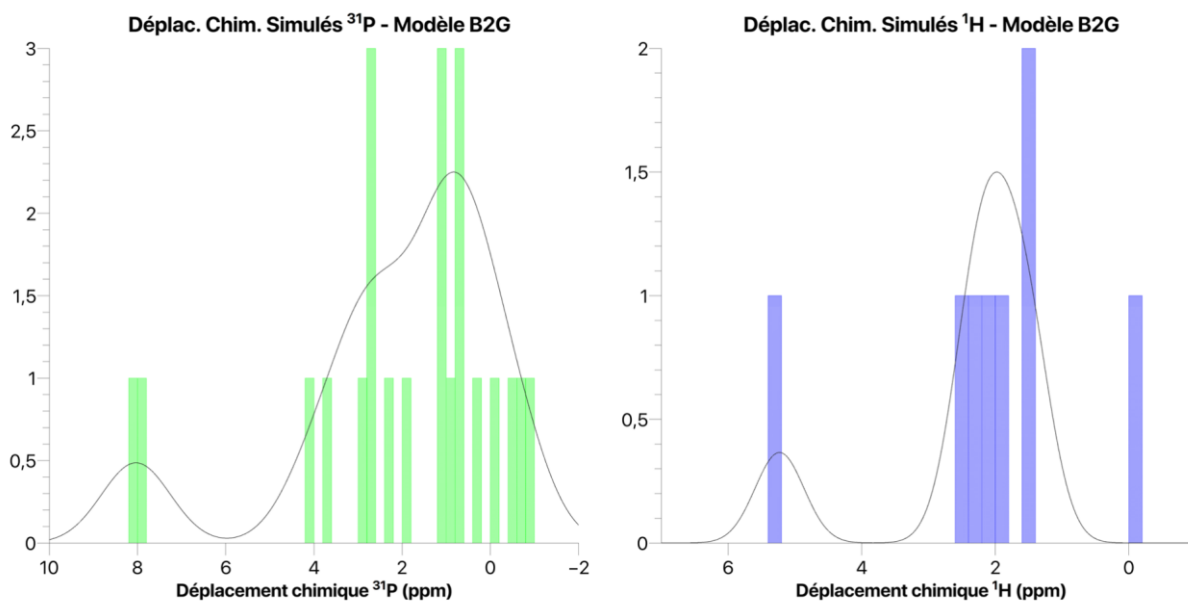 Déplac. Chim. Simulés ³¹P - Modèle B2G
3
2,5
2
1,5
1
0,5
0
10 8 6 4 2 0 −2
Déplacement chimique ³¹P (ppm)
Déplac. Chim. Simulés ¹H - Modèle B2G
2
1,5
1
0,5
0
6 4 2 0
Déplacement chimique ¹H (ppm)